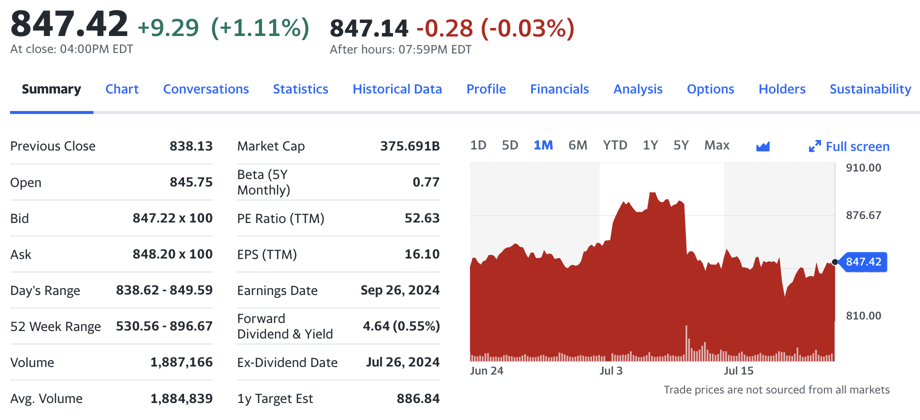 847.42 +9.29 (+1.11%) 847.14 -0.28 (-0.03%)
At close: 04:00PM EDT After hours: 07:59PM EDT
Summary Chart Conversations Statistics Historical Data Profile Financials Analysis Options Holders Sustainability
Previous Close 838.13
Open 845.75
Bid 847.22 x 100
Ask 848.20 x 100
Day's Range 838.62 - 849.59
52 Week Range 530.56 - 896.67
Volume 1,887,166
Avg. Volume 1,884,839
Market Cap 375.691B
Beta (5Y
Monthly) 0.77
PE Ratio (TTM) 52.63
EPS (TTM) 16.10
Earnings Date Sep 26, 2024
Forward
Dividend & Yield 4.64 (0.55%)
Ex-Dividend Date Jul 26, 2024
1y Target Est 886.84
1D 5D 1M 6M YTD 1Y 5Y Max Full screen
910.00
876.67
847.42
810.00
Jun 24 Jul 3 Jul 15
Trade prices are not sourced from all markets